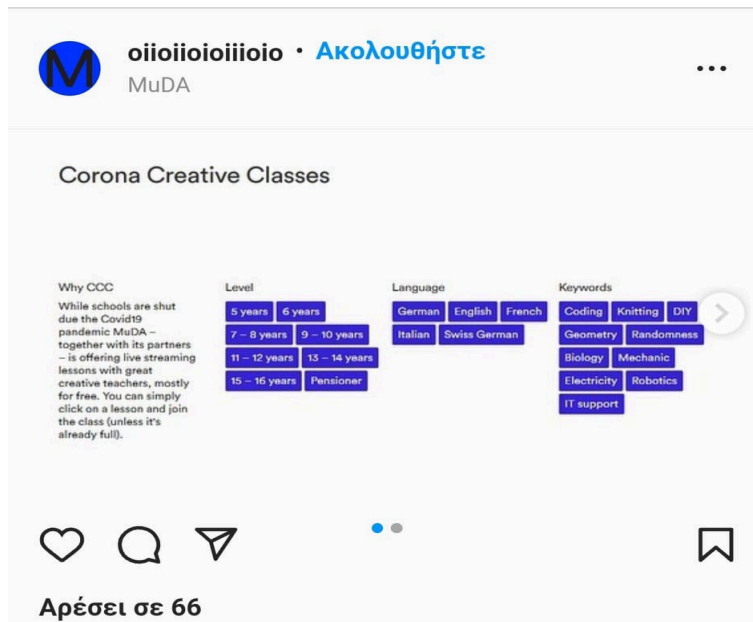 M
oiioiioioiiioio • Ακολουθήστε
MuDA
Corona Creative Classes
Why CCC
While schools are shut
due the Covid19
pandemic MuDA –
together with its partners
– is offering live streaming
lessons with great
creative teachers, mostly
for free. You can simply
click on a lesson and join
the class (unless it's
already full).
Level
5 years 6 years
7 – 8 years 9 – 10 years
11 – 12 years 13 – 14 years
15 – 16 years Pensioner
Language
German English French
Italian Swiss German
Keywords
Coding Knitting DIY
Geometry Randomness
Biology Mechanic
Electricity Robotics
IT support
Αρέσει σε 66